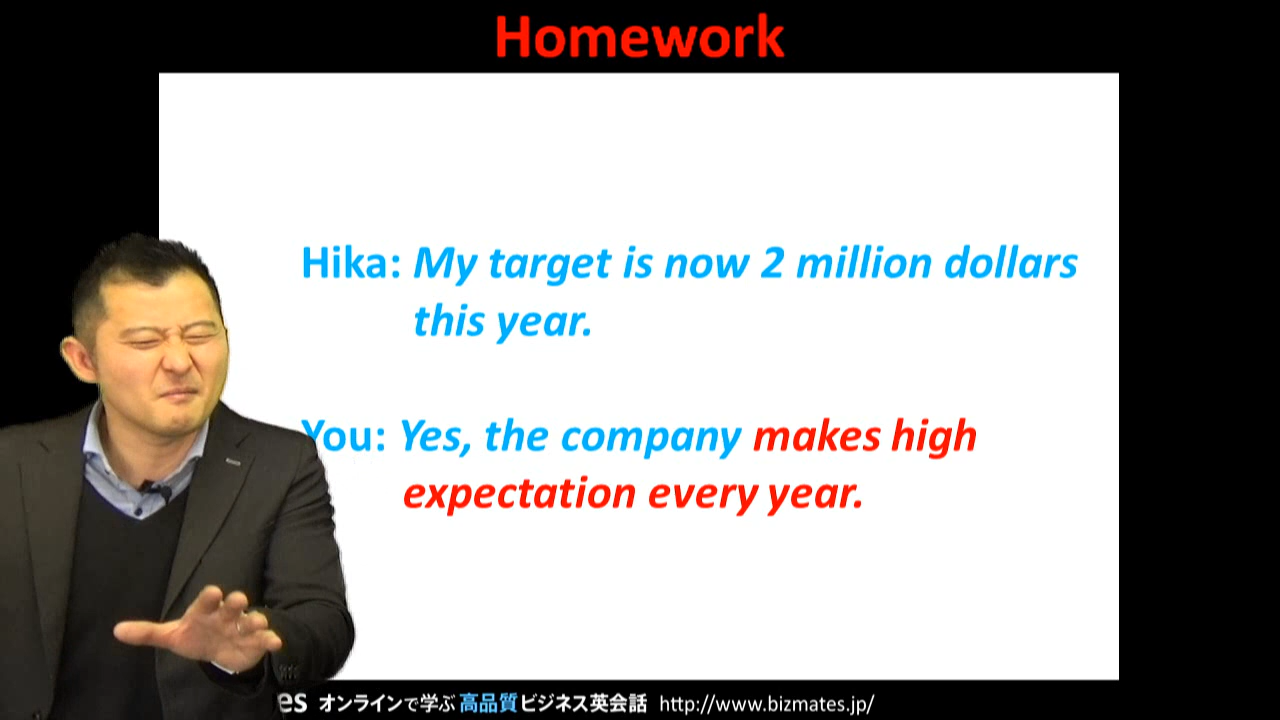 Homework
Hika: My target is now 2 million dollars
this year.
You: Yes, the company makes high
expectation every year.
es オンラインで学ぶ 高品質 ビジネス英会話 http://www.bizmates.jp/